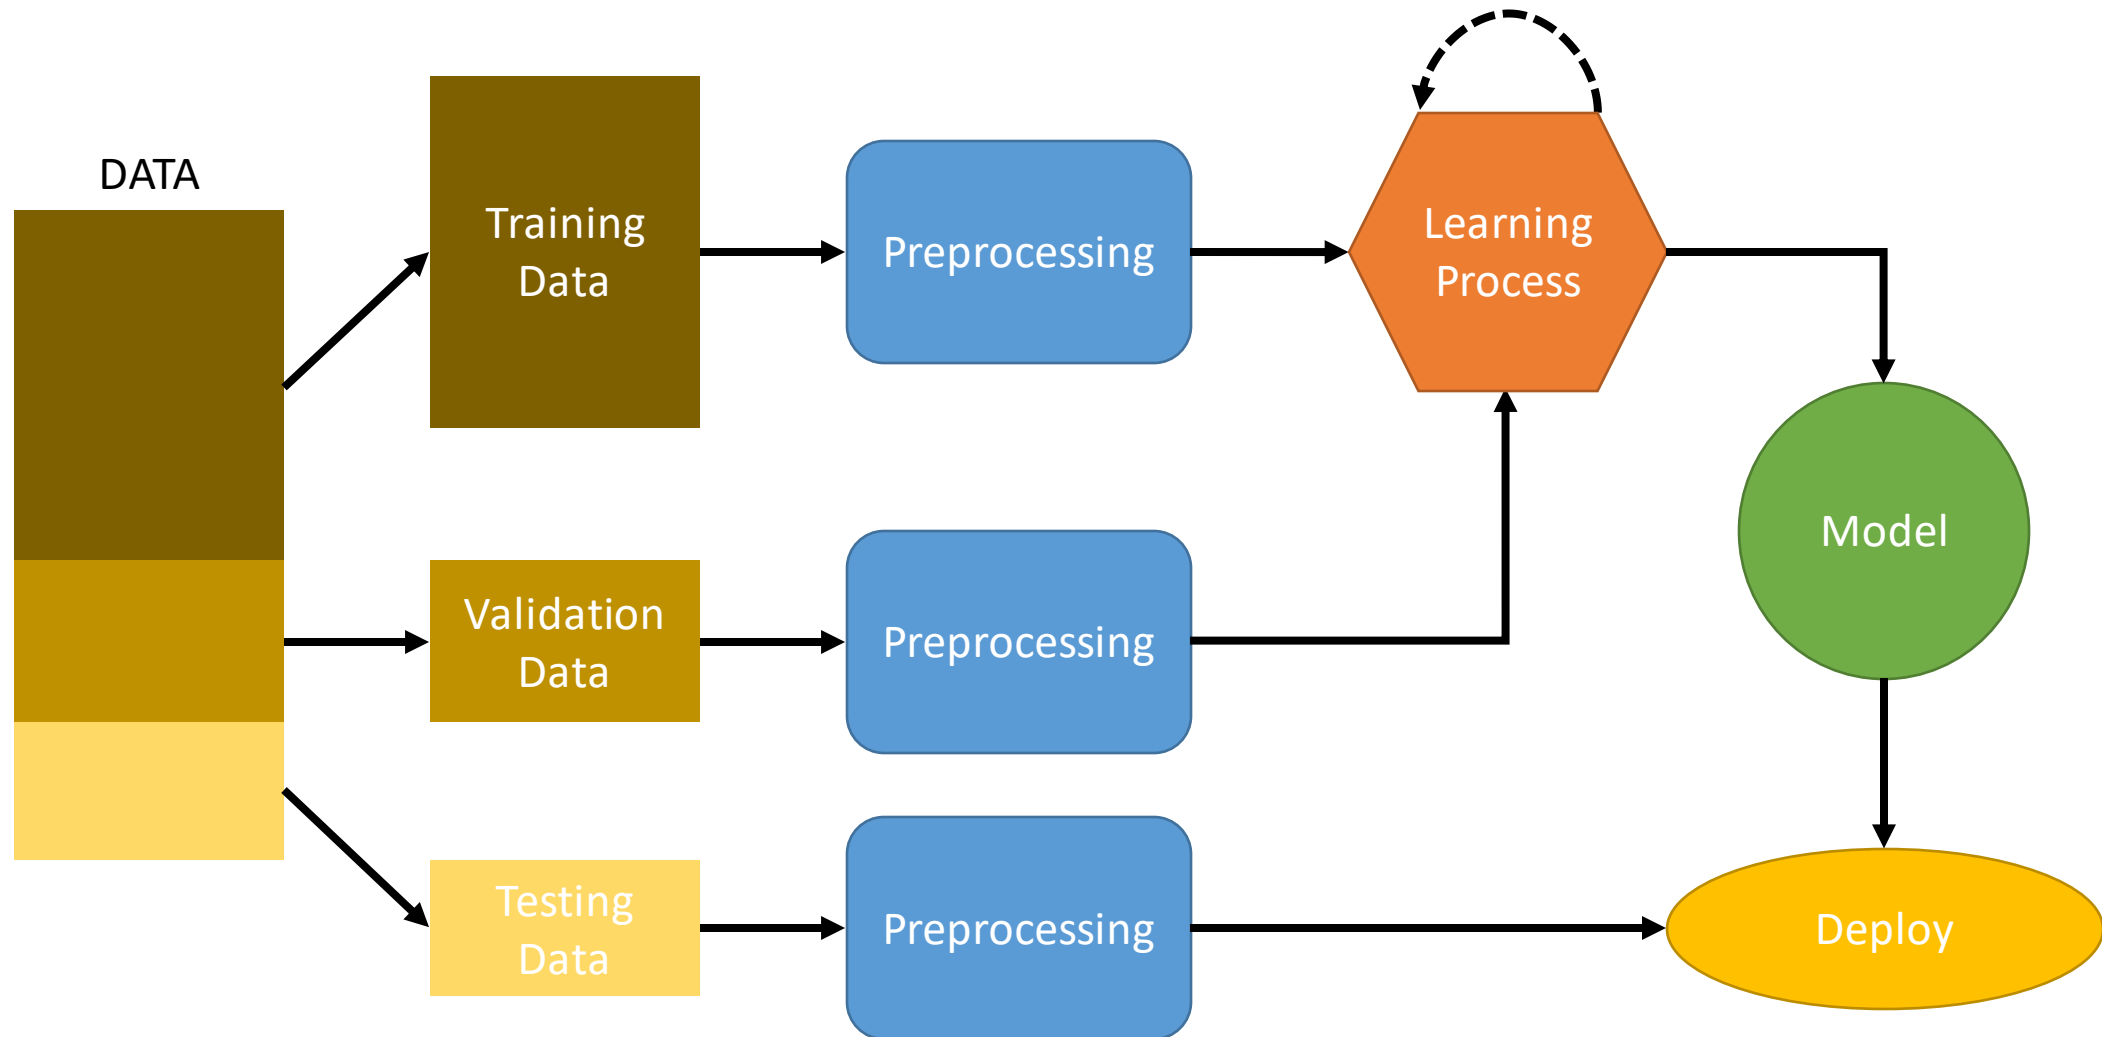 DATA
Training
Data
Preprocessing
Learning
Process
Validation
Data
Preprocessing
Model
Testing
Data
Preprocessing
Deploy